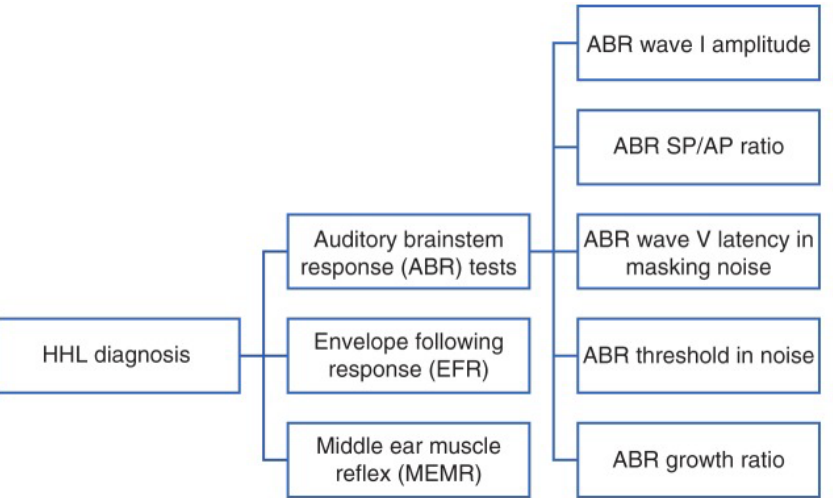 HHL diagnosis
Auditory brainstem
response (ABR) tests
Envelope following
response (EFR)
Middle ear muscle
reflex (MEMR)
ABR wave I amplitude
ABR SP/AP ratio
ABR wave V latency in
masking noise
ABR threshold in noise
ABR growth ratio